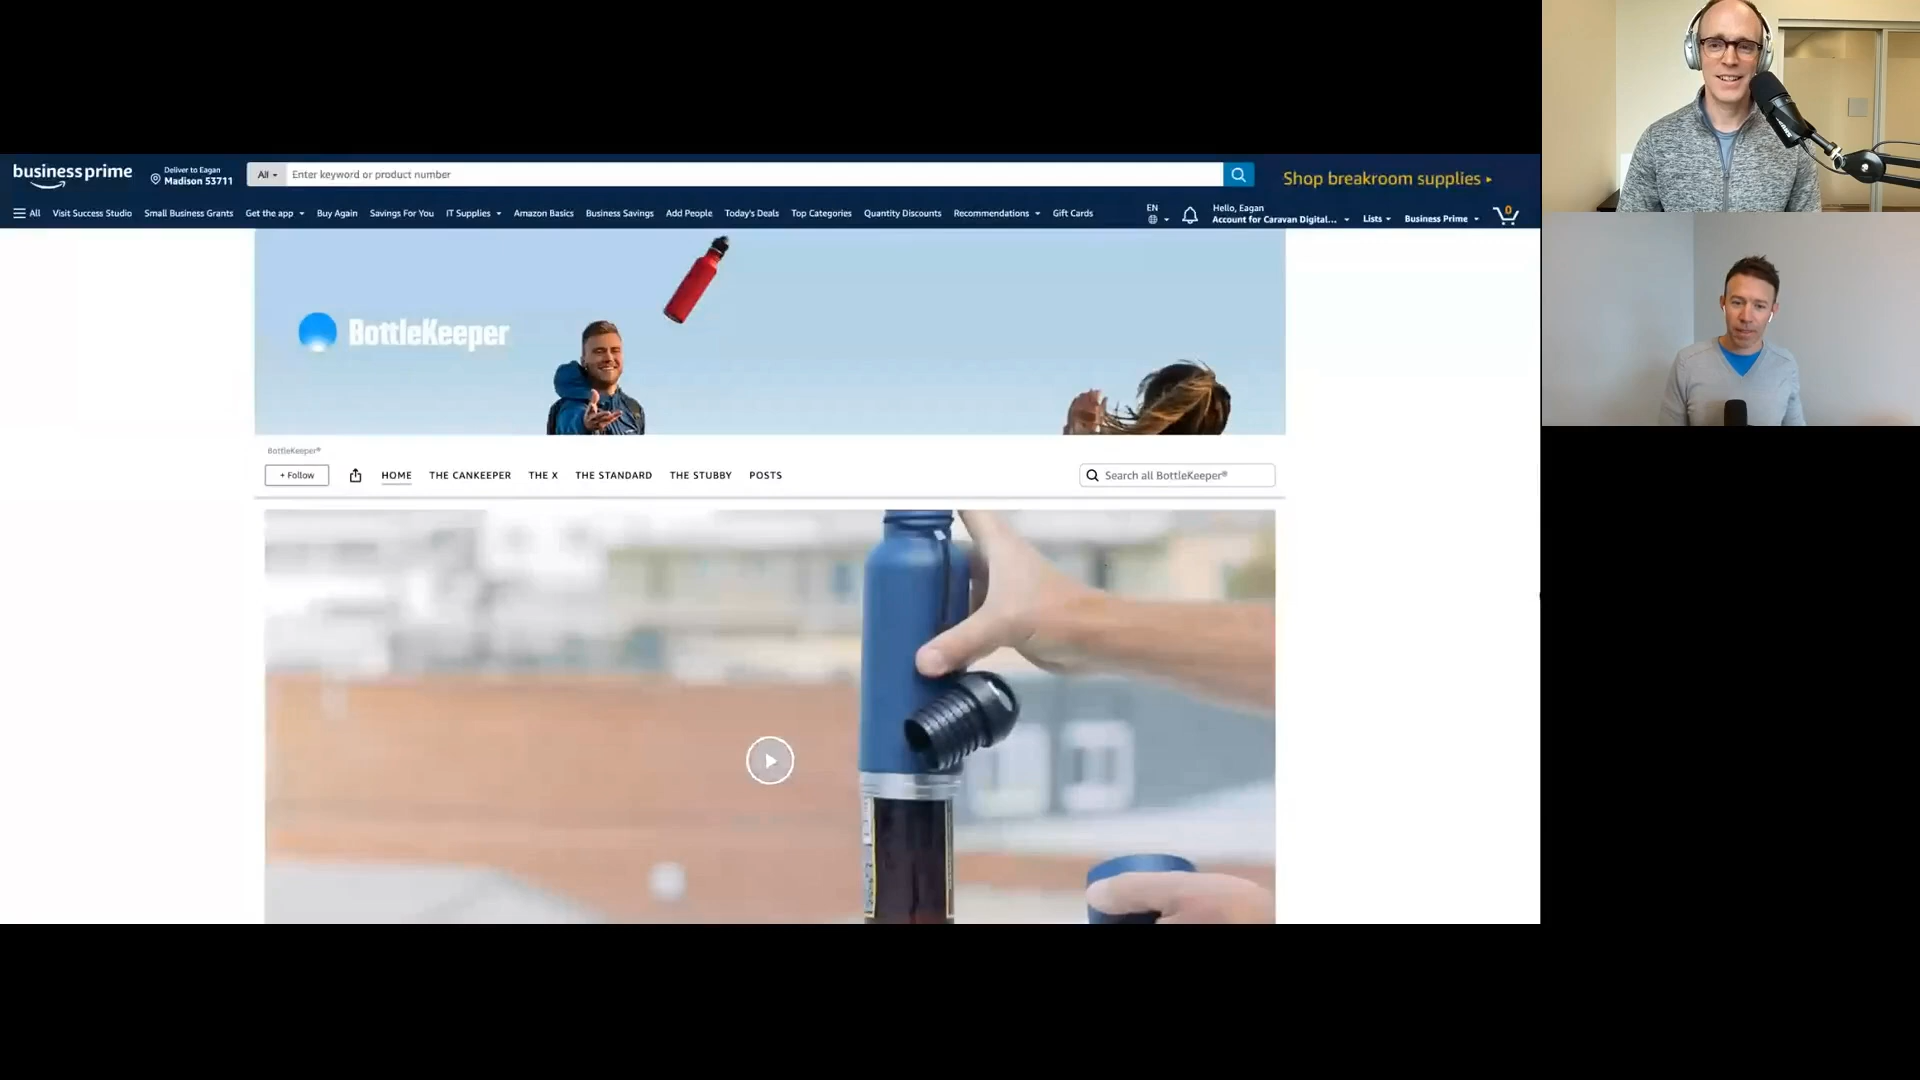 business prime
Deliver to Eagan
Madison 53711
All
Enter keyword or product number
Shop breakroom supplies
All Visit Success Studio Small Business Grants Get the app Buy Again Savings For You IT Supplies Amazon Basics Business Savings Add People Today's Deals Top Categories Quantity Discounts Recommendations Gift Cards
EN
Hello, Eagan
Account for Caravan Digital...
Lists
Business Prime
0
BottleKeeper
BottleKeeper®
+ Follow
HOME THE CANKEEPER THE X THE STANDARD THE STUBBY POSTS
Search all BottleKeeper®